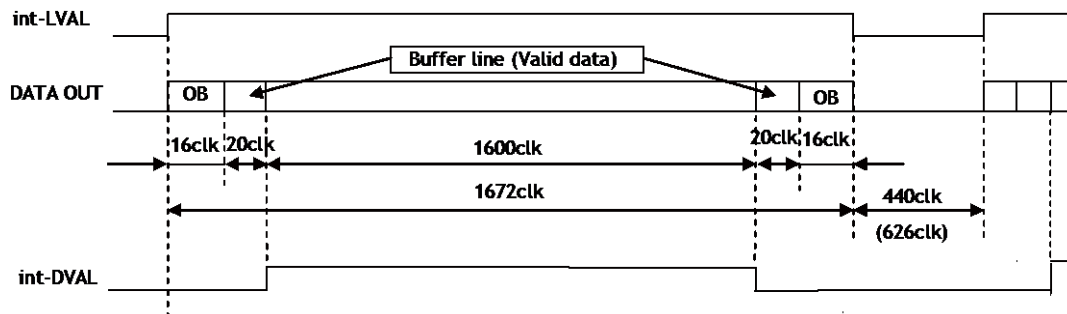 int-LVAL
Buffer line (Valid data)
DATA OUT
OB
OB
16clk
20clk
1600clk
20clk
16clk
1672clk
440clk
(626clk)
int-DVAL